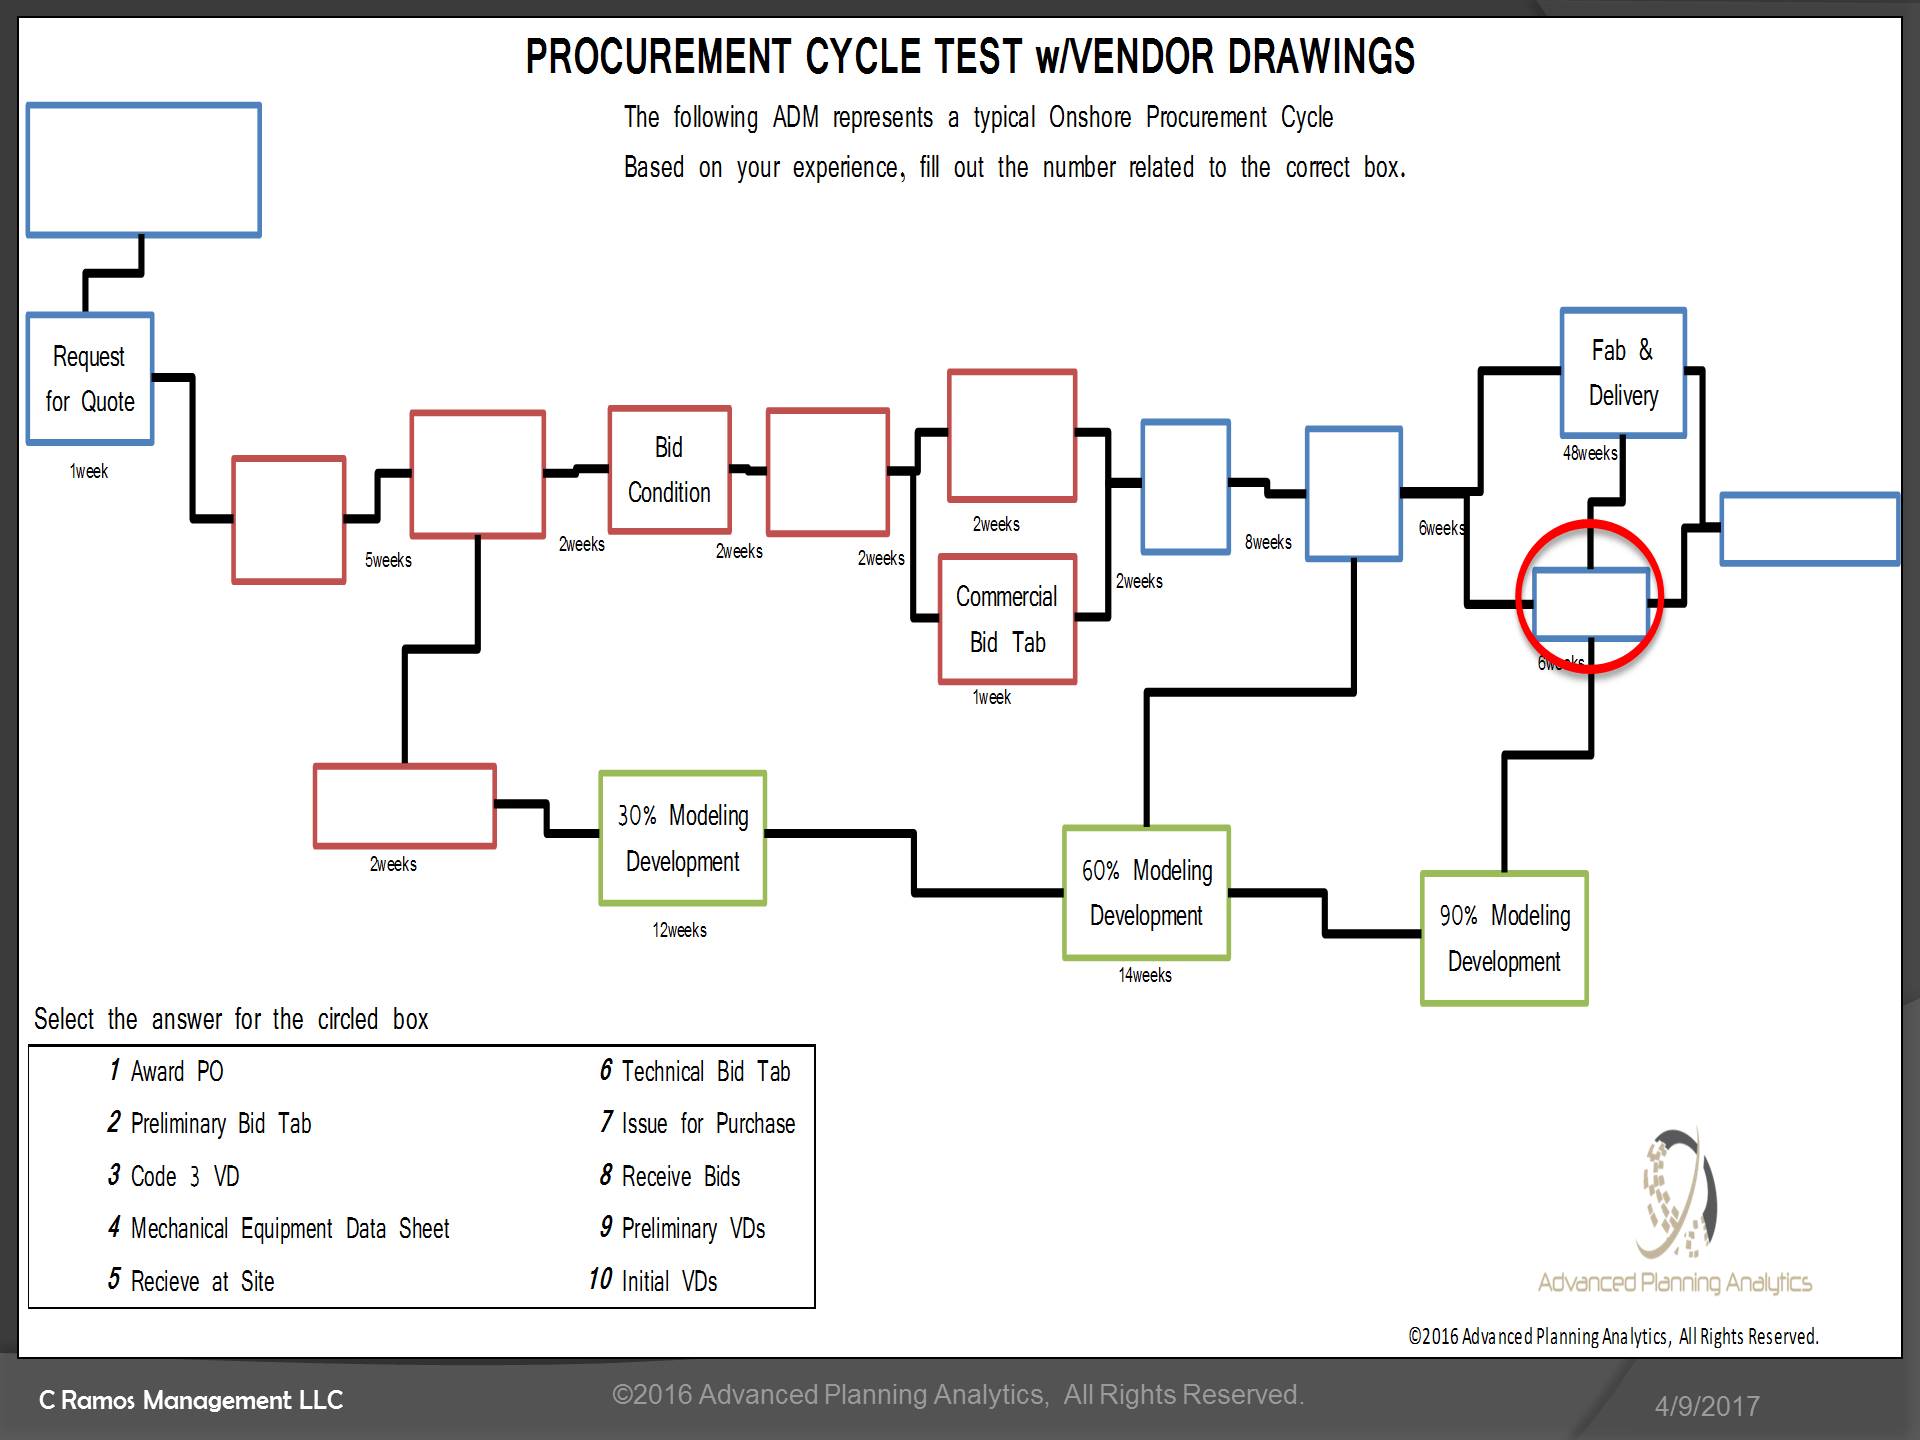 PROCUREMENT CYCLE TEST w/VENDOR DRAWINGS
The following ADM represents a typical Onshore Procurement Cycle
Based on your experience, fill out the number related to the correct box.
Request
for Quote
1week
5weeks
2weeks
Bid
Condition
2weeks
2weeks
2weeks
Commercial
Bid Tab
1week
2weeks
8weeks
6weeks
Fab &
Delivery
48weeks
6weeks
2weeks
30% Modeling
Development
12weeks
60% Modeling
Development
14weeks
90% Modeling
Development
Select the answer for the circled box
1 Award PO
2 Preliminary Bid Tab
3 Code 3 VD
4 Mechanical Equipment Data Sheet
5 Recieve at Site
6 Technical Bid Tab
7 Issue for Purchase
8 Receive Bids
9 Preliminary VDs
10 Initial VDs
Advanced Planning Analytics
©2016 Advanced Planning Analytics, All Rights Reserved.
C Ramos Management LLC
©2016 Advanced Planning Analytics, All Rights Reserved.
4/9/2017